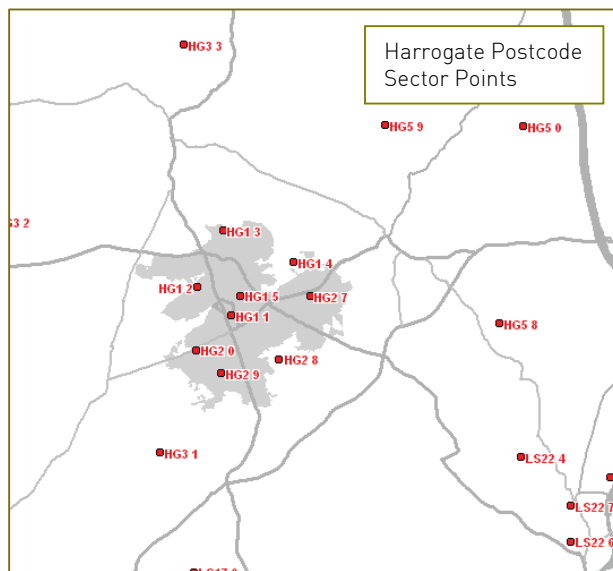 Harrogate Postcode
Sector Points
HG3 3
HG5 9
HG5 0
G3 2
HG1 3
HG1 4
HG1 2
HG1 5
HG2 7
HG1 1
HG5 8
HG2 0
HG2 8
HG2 9
HG3 1
LS22 4
LS22 7
LS22 6